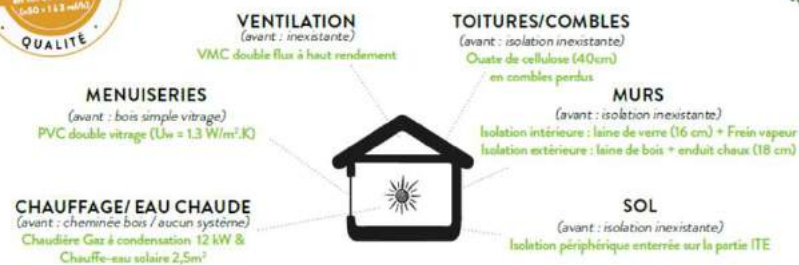 (n50 = 1 à 3 vol/h)
QUALITÉ
VENTILATION
(avant : inexistante)
VMC double flux à haut rendement
TOITURES/COMBLES
(avant : isolation inexistante)
Ouate de cellulose (40cm)
en combles perdus
MENUISERIES
(avant : bois simple vitrage)
PVC double vitrage (Uw = 1.3 W/m².K)
MURS
(avant : isolation inexistante)
Isolation intérieure : laine de verre (16 cm) + Frein vapeur
Isolation extérieure : laine de bois + enduit chaux (18 cm)
CHAUFFAGE/ EAU CHAUDE
(avant : cheminée bois / aucun système)
Chaudière Gaz à condensation 12 kW &
Chauffe-eau solaire 2,5m²
SOL
(avant : isolation inexistante)
Isolation périphérique enterrée sur la partie ITE